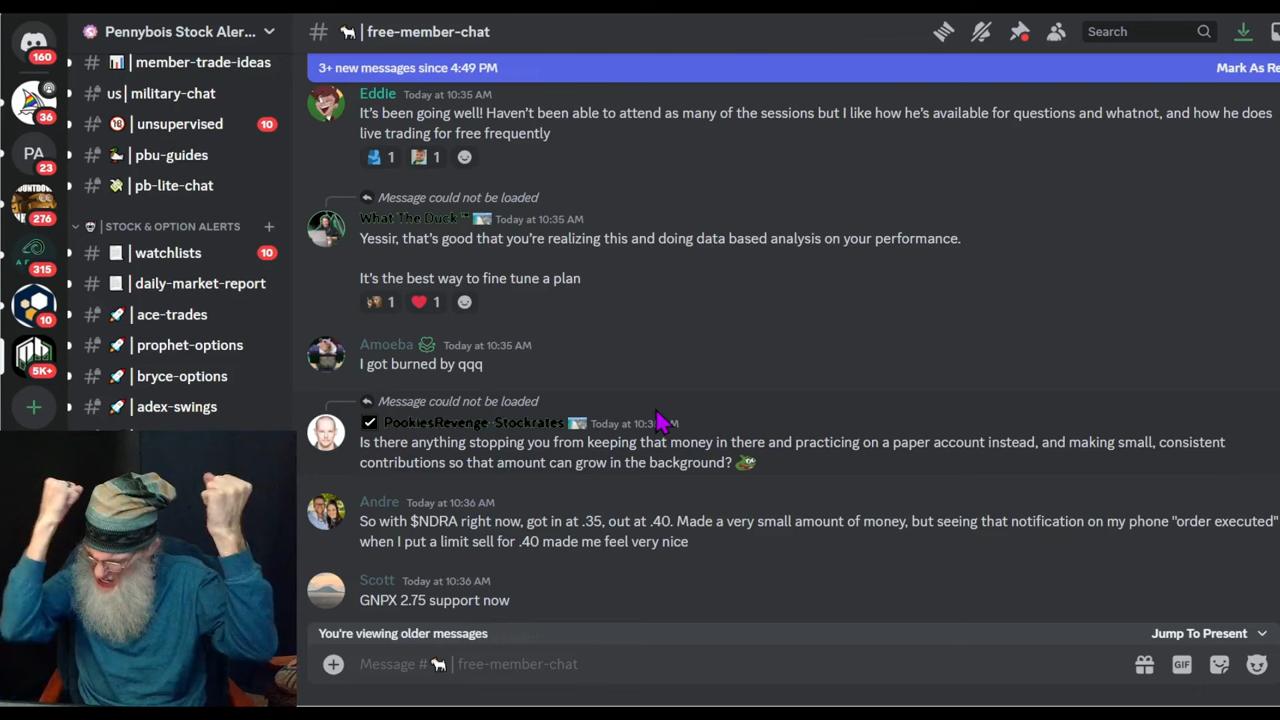 Pennybois Stock Aler...
| free-member-chat
Search
160
3+ new messages since 4:49 PM
Mark As Re
| member-trade-ideas
us | military-chat
36
| unsupervised
10
PA
23
| pbu-guides
| pb-lite-chat
276
STOCK & OPTION ALERTS
| watchlists
10
315
| daily-market-report
| ace-trades
10
| prophet-options
5K+
| bryce-options
| adex-swings
Eddie Today at 10:35 AM
It's been going well! Haven't been able to attend as many of the sessions but I like how he's available for questions and whatnot, and how he does
live trading for free frequently
1 1
Message could not be loaded
What The Duck™ Today at 10:35 AM
Yessir, that's good that you're realizing this and doing data based analysis on your performance.
It's the best way to fine tune a plan
1 1
Amoeba Today at 10:35 AM
I got burned by qqq
Message could not be loaded
PookiesRevenge-Stockrates Today at
Is there anything stopping you from keeping that money in there and practicing on a paper account instead, and making small, consistent
contributions so that amount can grow in the background?
Andre Today at 10:36 AM
So with $NDRA right now, got in at .35, out at .40. Made a very small amount of money, but seeing that notification on my phone "order executed"
when I put a limit sell for .40 made me feel very nice
Scott Today at 10:36 AM
GNPX 2.75 support now
You're viewing older messages
Jump To Present
Message # | free-member-chat
GIF